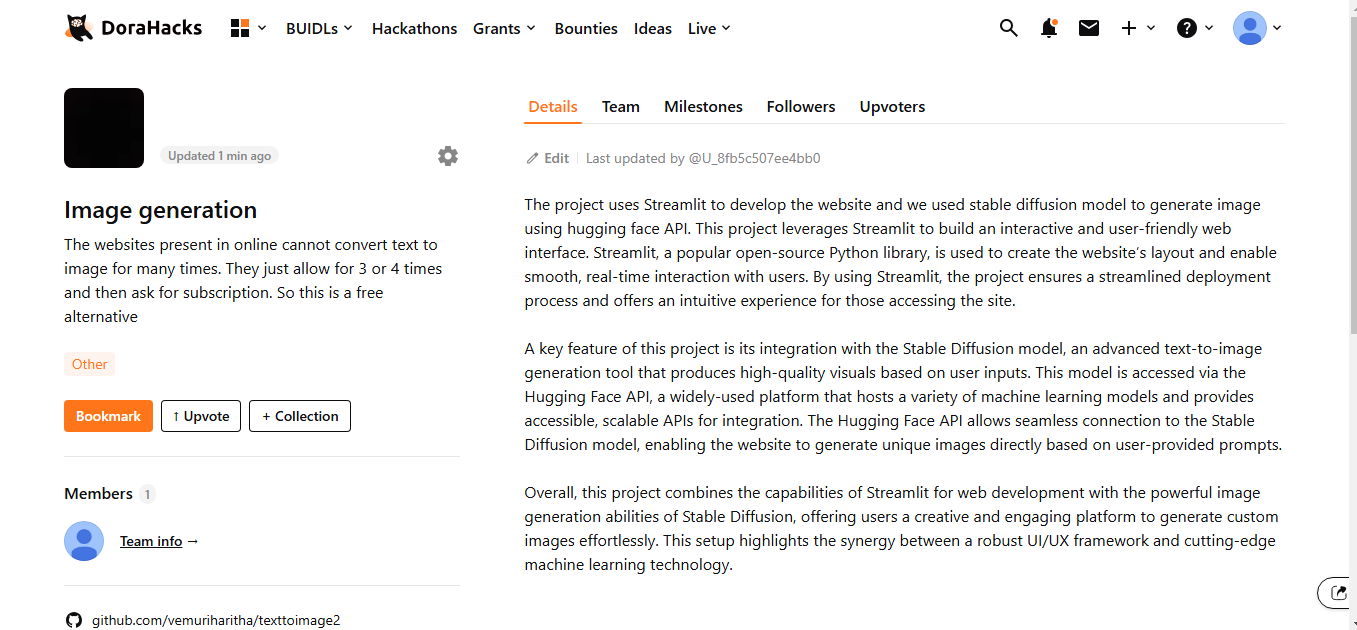 DoraHacks
BUIDLs
Hackathons
Grants
Bounties
Ideas
Live
Updated 1 min ago
Image generation
The websites present in online cannot convert text to
image for many times. They just allow for 3 or 4 times
and then ask for subscription. So this is a free
alternative
Other
Bookmark
↑ Upvote
+ Collection
Members 1
Team info →
github.com/vemuriharitha/texttoimage2
Details
Team
Milestones
Followers
Upvoters
Edit
Last updated by @U_8fb5c507ee4bb0
The project uses Streamlit to develop the website and we used stable diffusion model to generate image
using hugging face API. This project leverages Streamlit to build an interactive and user-friendly web
interface. Streamlit, a popular open-source Python library, is used to create the website’s layout and enable
smooth, real-time interaction with users. By using Streamlit, the project ensures a streamlined deployment
process and offers an intuitive experience for those accessing the site.
A key feature of this project is its integration with the Stable Diffusion model, an advanced text-to-image
generation tool that produces high-quality visuals based on user inputs. This model is accessed via the
Hugging Face API, a widely-used platform that hosts a variety of machine learning models and provides
accessible, scalable APIs for integration. The Hugging Face API allows seamless connection to the Stable
Diffusion model, enabling the website to generate unique images directly based on user-provided prompts.
Overall, this project combines the capabilities of Streamlit for web development with the powerful image
generation abilities of Stable Diffusion, offering users a creative and engaging platform to generate custom
images effortlessly. This setup highlights the synergy between a robust UI/UX framework and cutting-edge
machine learning technology.